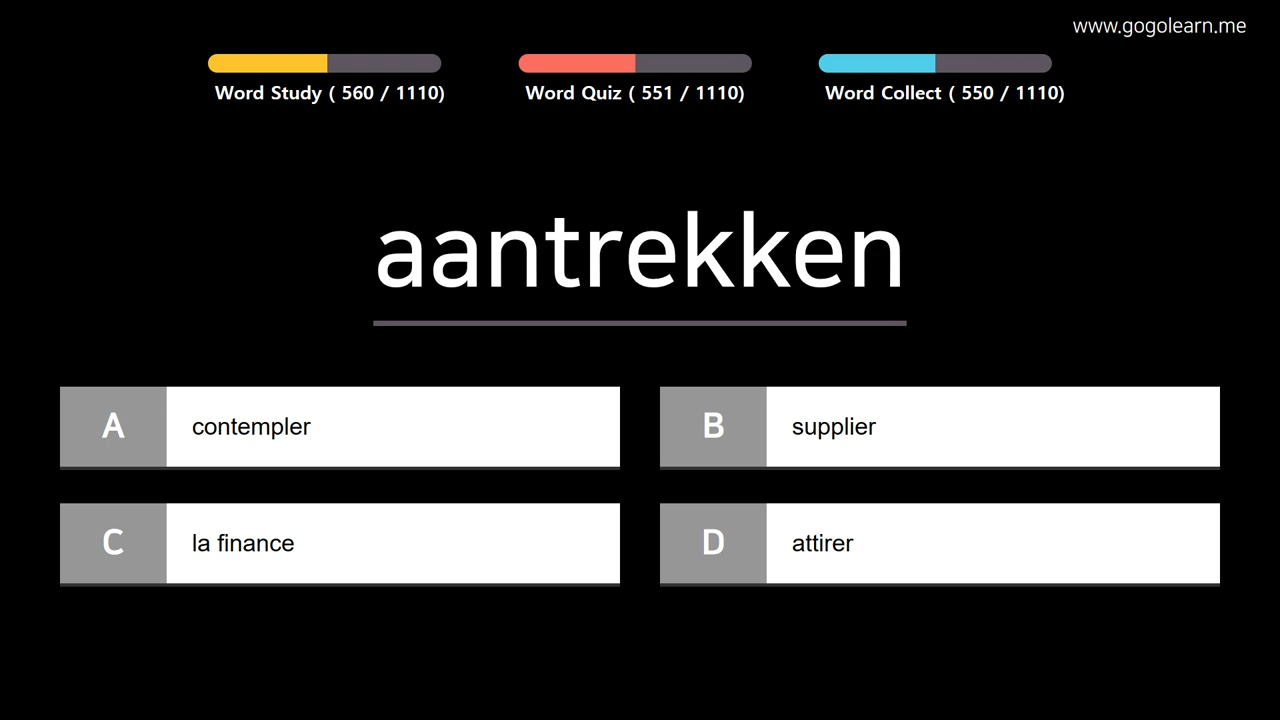 www.gogolearn.me
Word Study ( 560 / 1110)
Word Quiz ( 551 / 1110)
Word Collect ( 550 / 1110)
aantrekken
A contempler
B supplier
C la finance
D attirer